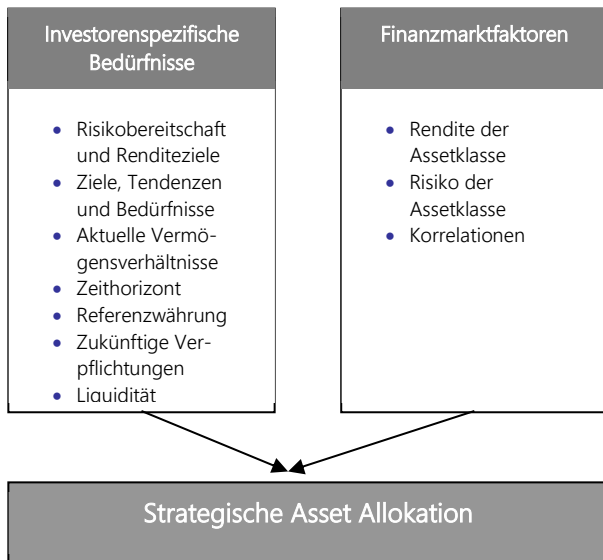 Investorenspezifische
Bedürfnisse
• Risikobereitschaft
und Renditeziele
• Ziele, Tendenzen
und Bedürfnisse
• Aktuelle Vermö-
gensverhältnisse
• Zeithorizont
• Referenzwährung
• Zukünftige Ver-
pflichtungen
• Liquidität
Finanzmarktfaktoren
• Rendite der
Assetklasse
• Risiko der
Assetklasse
• Korrelationen
Strategische Asset Allokation